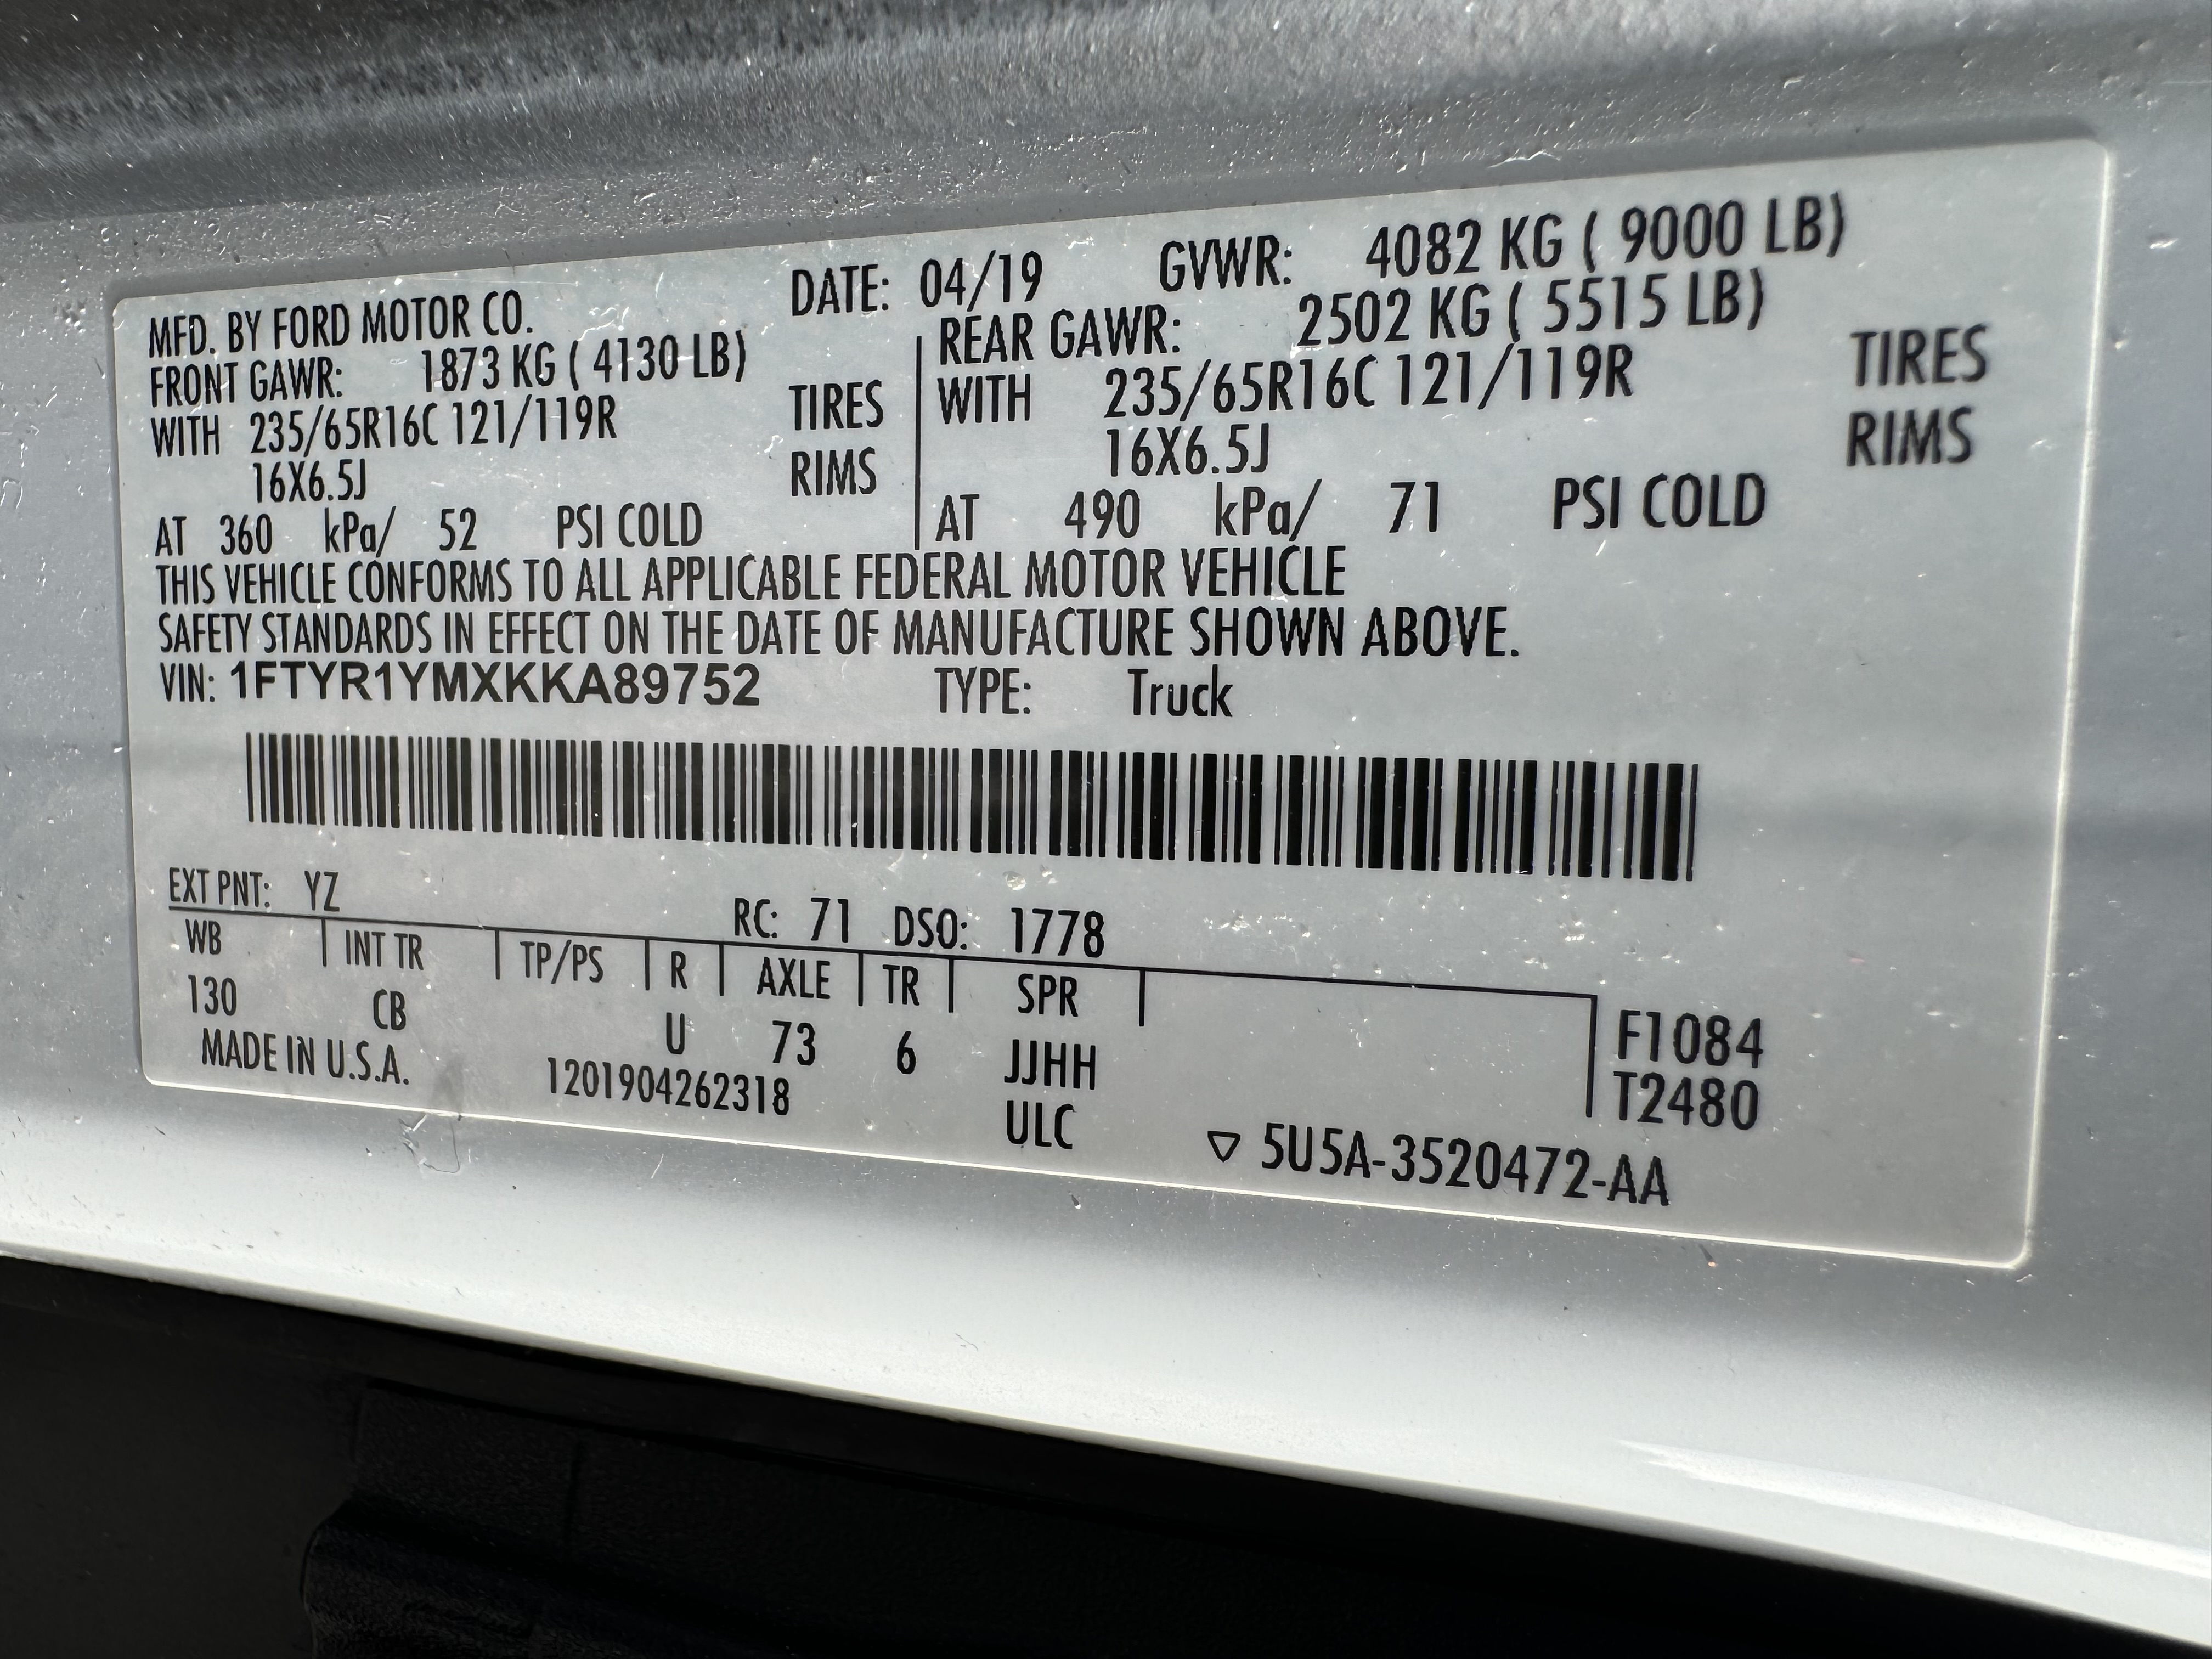 MFD. BY FORD MOTOR CO. DATE: 04/19 GVWR: 4082 KG ( 9000 LB)
FRONT GAWR: 1873 KG ( 4130 LB) REAR GAWR: 2502 KG ( 5515 LB)
WITH 235/65R16C 121/119R TIRES WITH 235/65R16C 121/119R TIRES
16X6.5J RIMS 16X6.5J RIMS
AT 360 kPa/ 52 PSI COLD AT 490 kPa/ 71 PSI COLD
THIS VEHICLE CONFORMS TO ALL APPLICABLE FEDERAL MOTOR VEHICLE
SAFETY STANDARDS IN EFFECT ON THE DATE OF MANUFACTURE SHOWN ABOVE.
VIN: 1FTYR1YMXKKA89752 TYPE: Truck
EXT PNT: YZ RC: 71 DSO: 1778
WB INT TR TP/PS R AXLE TR SPR
130 CB U 73 6 JJHH F1084
MADE IN U.S.A. 1201904262318 ULC T2480
▽ 5U5A-3520472-AA